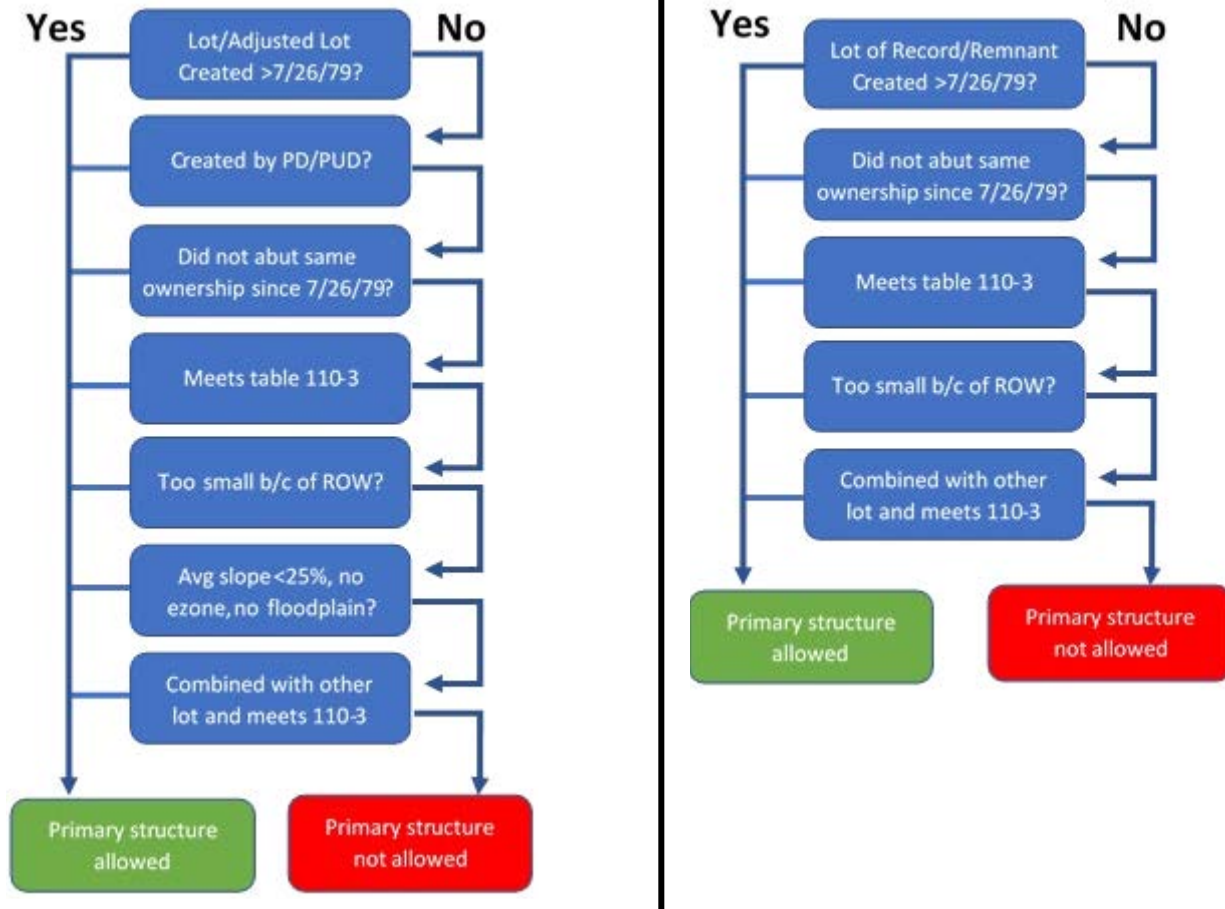 Yes
No
Lot/Adjusted Lot
Created >7/26/79?
Created by PD/PUD?
Did not abut same
ownership since 7/26/79?
Meets table 110-3
Too small b/c of ROW?
Avg slope <25%, no
ezone, no floodplain?
Combined with other
lot and meets 110-3
Primary structure
allowed
Primary structure
not allowed
Yes
No
Lot of Record/Remnant
Created >7/26/79?
Did not abut same
ownership since 7/26/79?
Meets table 110-3
Too small b/c of ROW?
Combined with other
lot and meets 110-3
Primary structure
allowed
Primary structure
not allowed